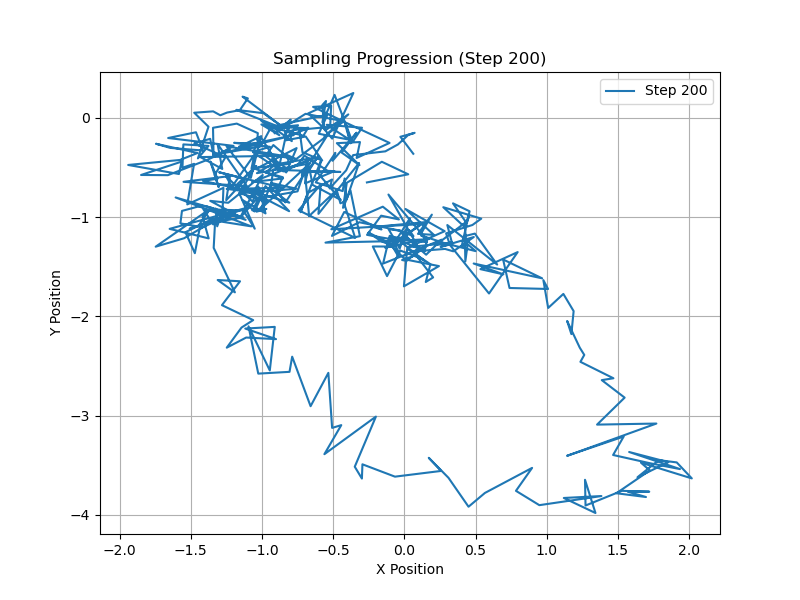 Sampling Progression (Step 200)
Step 200
Y Position
0
−1
−2
−3
−4
−2.0 −1.5 −1.0 −0.5 0.0 0.5 1.0 1.5 2.0
X Position